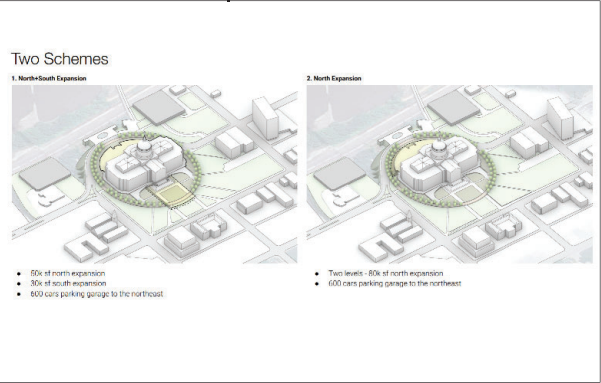 Two Schemes
1. North+South Expansion
2. North Expansion
50k sf north expansion
30k sf south expansion
600 cars parking garage to the northeast
Two levels - 80k sf north expansion
600 cars parking garage to the northeast